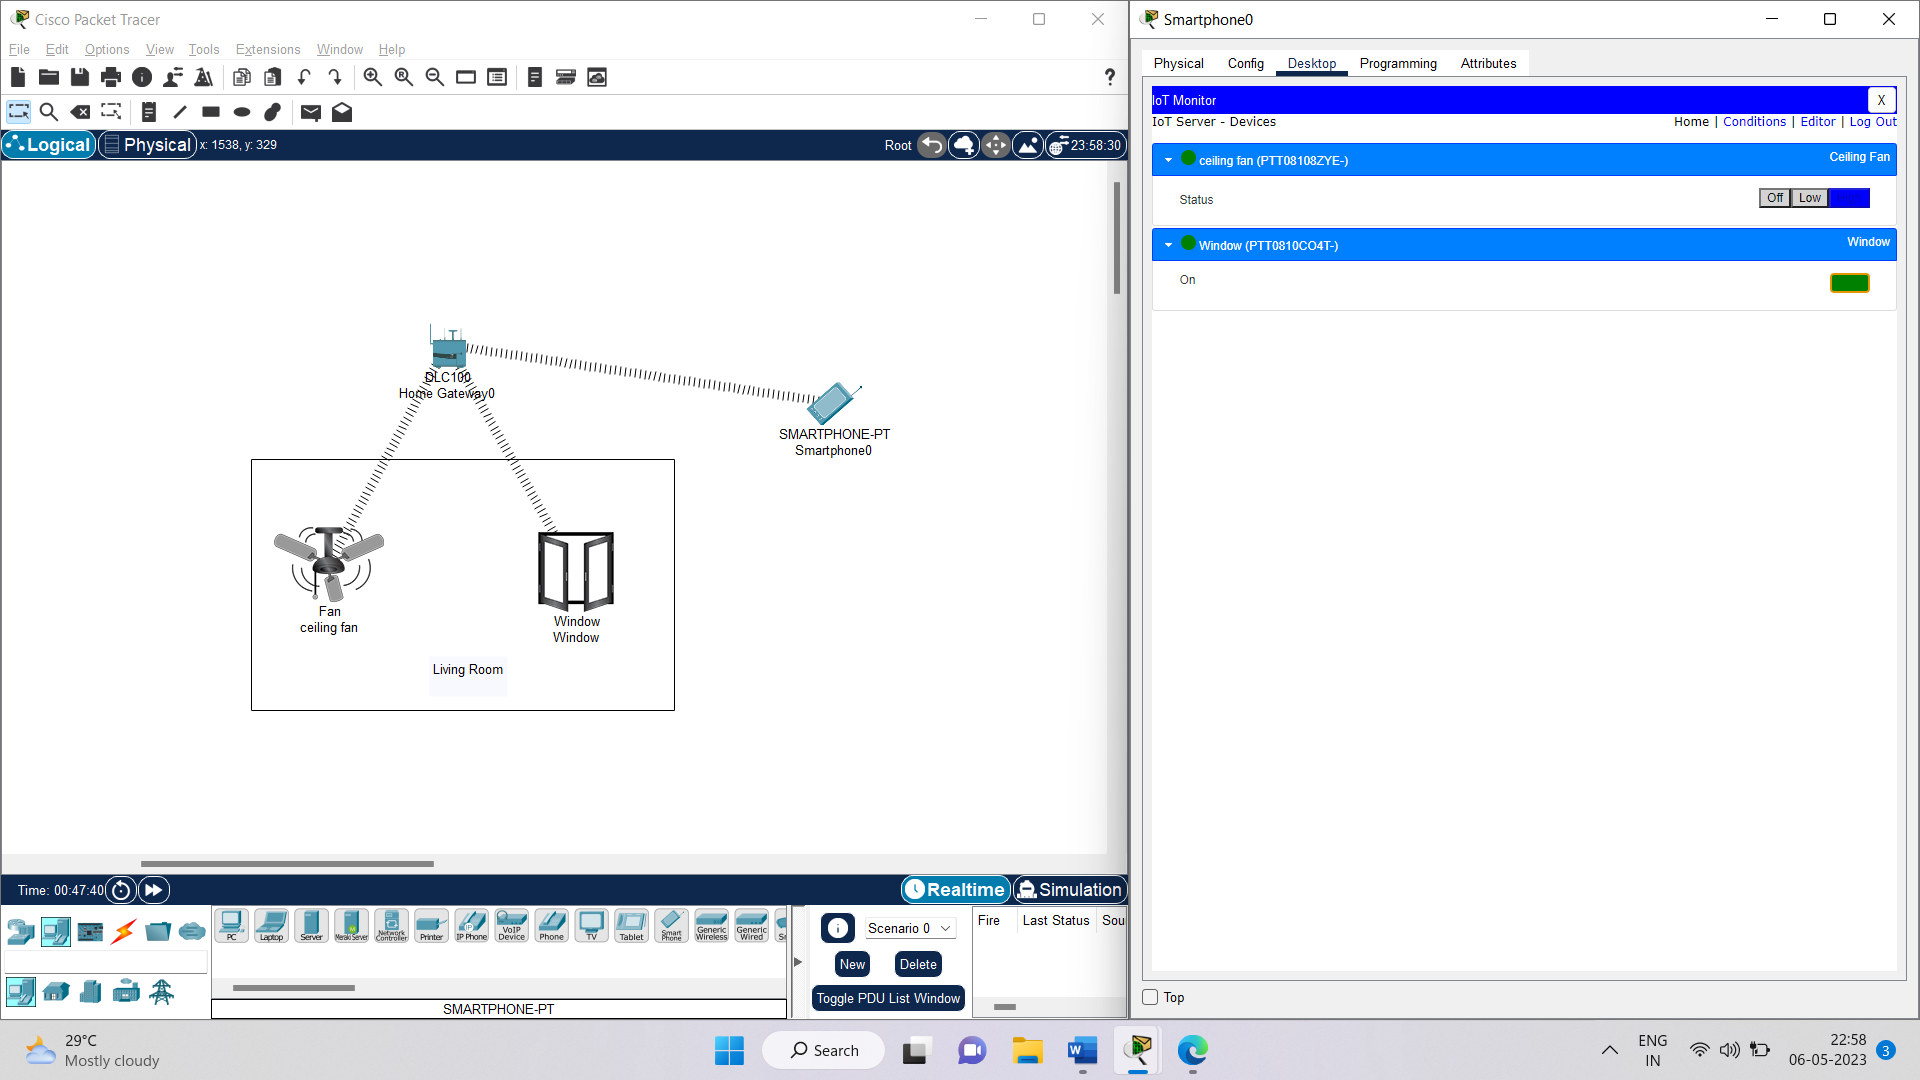 Cisco Packet Tracer
File Edit Options View Tools Extensions Window Help
?
Logical Physical x: 1538, y: 329 Root 23:58:30
DLC100
Home Gateway0
SMARTPHONE-PT
Smartphone0
Fan
ceiling fan
Window
Window
Living Room
Time: 00:47:40 Realtime Simulation
PC Laptop Server Meraki Server Network Controller Printer IP Phone VoIP Device Phone TV Tablet Smart Phone Generic Wireless Generic Wired
Scenario 0
New Delete
Toggle PDU List Window
Fire Last Status Sou
SMARTPHONE-PT
Smartphone0
Physical Config Desktop Programming Attributes
IoT Monitor X
IoT Server - Devices Home | Conditions | Editor | Log Out
ceiling fan (PTT08108ZYE-) Ceiling Fan
Status Off Low
Window (PTT0810CO4T-) Window
On
Top
29°C
Mostly cloudy
Search
ENG
IN
22:58
06-05-2023
3